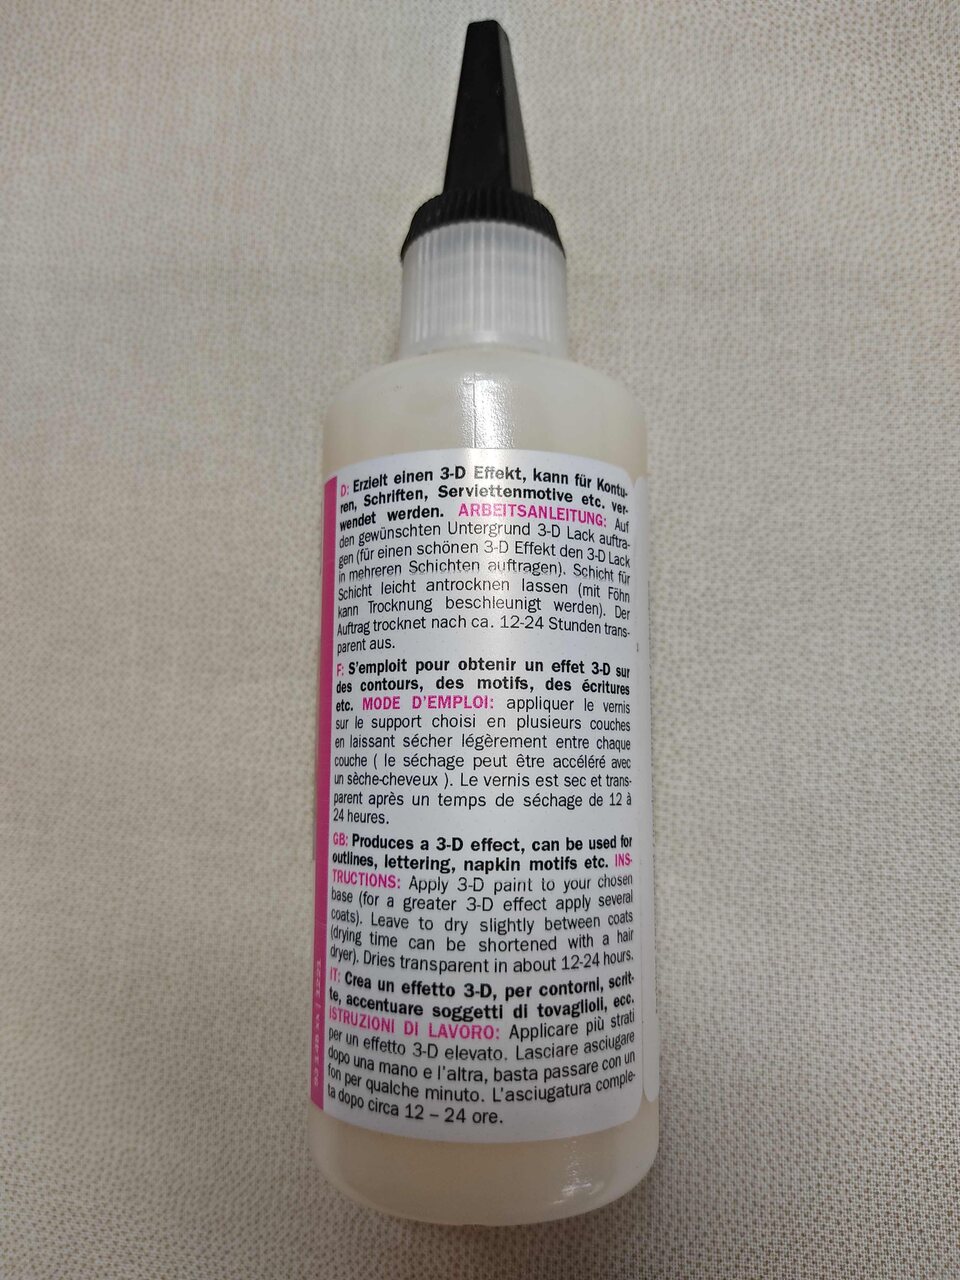 D: Erzielt einen 3-D Effekt, kann für Kontu-
ren, Schriften, Serviettenmotive etc. ver-
wendet werden. ARBEITSANLEITUNG: Auf
den gewünschten Untergrund 3-D Lack auftra-
gen (für einen schönen 3-D Effekt den 3-D Lack
in mehreren Schichten auftragen). Schicht für
Schicht leicht antrocknen lassen (mit Föhn
kann Trocknung beschleunigt werden). Der
Auftrag trocknet nach ca. 12-24 Stunden trans-
parent aus.
F: S'emploit pour obtenir un effet 3-D sur
des contours, des motifs, des écritures
etc. MODE D'EMPLOI: appliquer le vernis
sur le support choisi en plusieurs couches
en laissant sécher légèrement entre chaque
couche ( le séchage peut être accéléré avec
un sèche-cheveux ). Le vernis est sec et trans-
parent après un temps de séchage de 12 à
24 heures.
GB: Produces a 3-D effect, can be used for
outlines, lettering, napkin motifs etc. INS-
TRUCTIONS: Apply 3-D paint to your chosen
base (for a greater 3-D effect apply several
coats). Leave to dry slightly between coats
(drying time can be shortened with a hair
dryer). Dries transparent in about 12-24 hours.
IT: Crea un effetto 3-D, per contorni, scrit-
te, accentuare soggetti di tovaglioli, ecc.
ISTRUZIONI DI LAVORO: Applicare più strati
per un effetto 3-D elevato. Lasciare asciugare
dopo una mano e l'altra, basta passare con un
fon per qualche minuto. L'asciugatura comple-
ta dopo circa 12 – 24 ore.